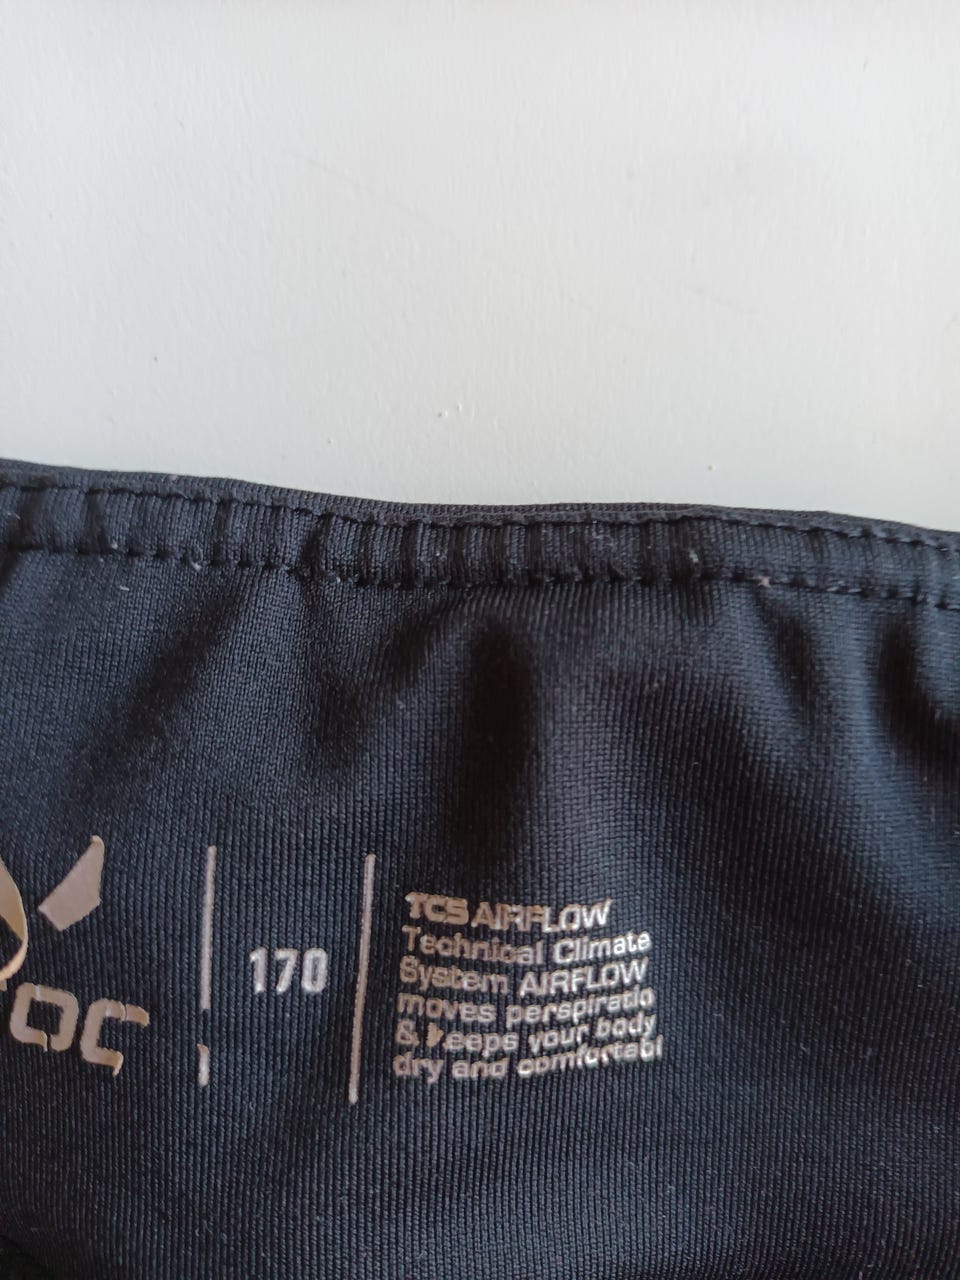 170
TCS AIRFLOW
Technical Climate
System AIRFLOW
moves perspiratio
& keeps your body
dry and comfortabl